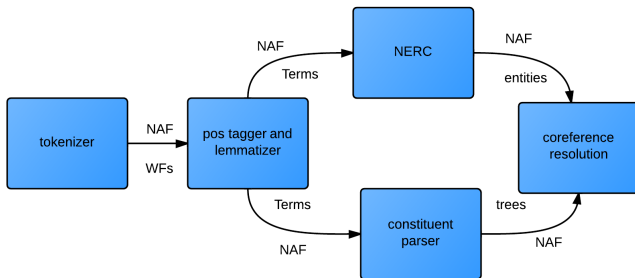 NAF
Terms
NERC
NAF
entities
tokenizer
NAF
WFs
pos tagger and
lemmatizer
coreference
resolution
Terms
NAF
constituent
parser
trees
NAF